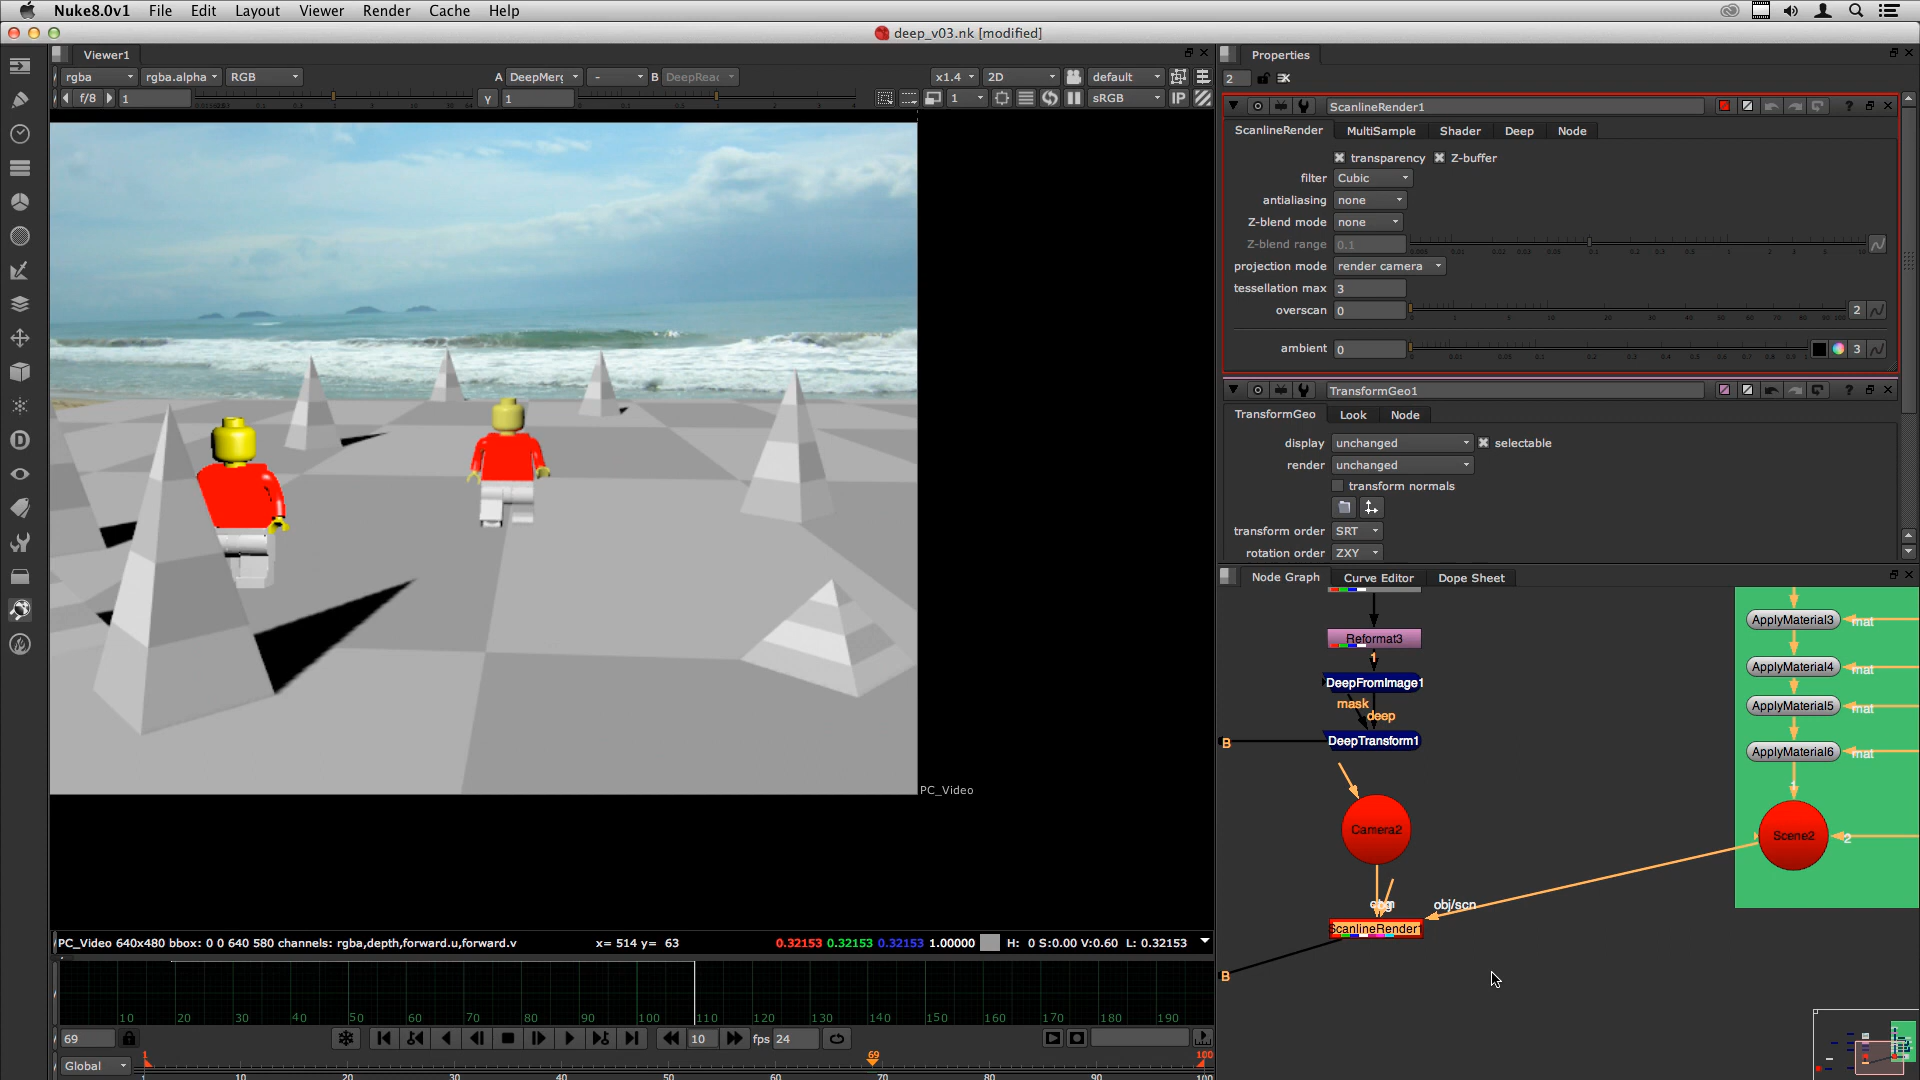 Nuke8.0v1 File Edit Layout Viewer Render Cache Help
deep_v03.nk [modified]
Viewer1
rgba rgba.alpha RGB A DeepMerg - B DeepReac x1.4 2D default
f/8 1 y 1 1 sRGB IP
PC_Video
PC_Video 640x480 bbox: 0 0 640 580 channels: rgba,depth,forward.u,forward.v x= 514 y= 63 0.32153 0.32153 0.32153 1.00000 H: 0 S:0.00 V:0.60 L: 0.32153
10 20 30 40 50 60 70 80 90 100 110 120 130 140 150 160 170 180 190
69 10 fps 24
Global 1 69 100
1 10 20 30 40 50 60 70 80 90 100
Properties
2
ScanlineRender1 ?
ScanlineRender MultiSample Shader Deep Node
transparency Z-buffer
filter Cubic
antialiasing none
Z-blend mode none
Z-blend range 0.1
projection mode render camera
tessellation max 3
overscan 0 2
ambient 0 3
TransformGeo1 ?
TransformGeo Look Node
display unchanged selectable
render unchanged
transform normals
transform order SRT
rotation order ZXY
Node Graph Curve Editor Dope Sheet
Reformat3
1
DeepFromImage1
mask
deep
B DeepTransform1
Camera2
obj/scn
ScanlineRender1
B
ApplyMaterial3 mat
ApplyMaterial4 mat
ApplyMaterial5 mat
ApplyMaterial6 mat
1
Scene2 2